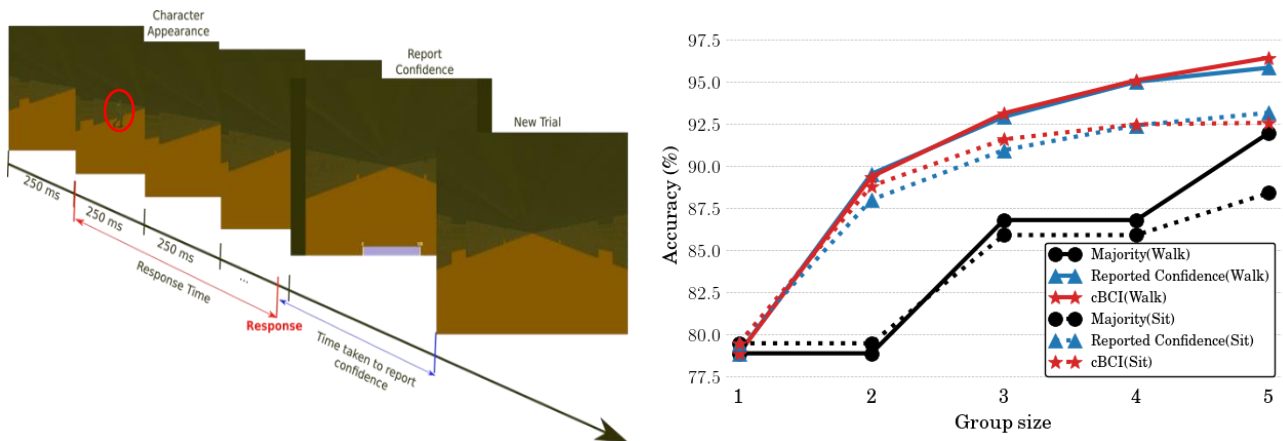 Character
Appearance
Report
Confidence
New Trial
250 ms
250 ms
250 ms
...
Response Time
Response
Time taken to report
confidence
97.5
95.0
92.5
90.0
87.5
85.0
82.5
80.0
77.5
Accuracy (%)
Majority(Walk)
Reported Confidence(Walk)
cBCI(Walk)
Majority(Sit)
Reported Confidence(Sit)
cBCI(Sit)
1 2 3 4 5
Group size